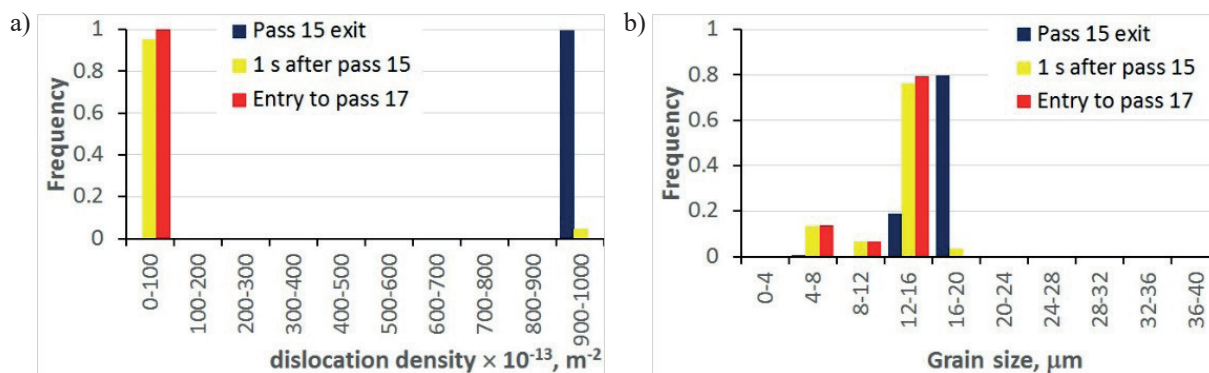 a)
Frequency
1
0.8
0.6
0.4
0.2
0
Pass 15 exit
1 s after pass 15
Entry to pass 17
0-100
100-200
200-300
300-400
400-500
500-600
600-700
700-800
800-900
900-1000
dislocation density × 10⁻¹³, m⁻²
b)
Frequency
1
0.8
0.6
0.4
0.2
0
Pass 15 exit
1 s after pass 15
Entry to pass 17
0-4
4-8
8-12
12-16
16-20
20-24
24-28
28-32
32-36
36-40
Grain size, μm